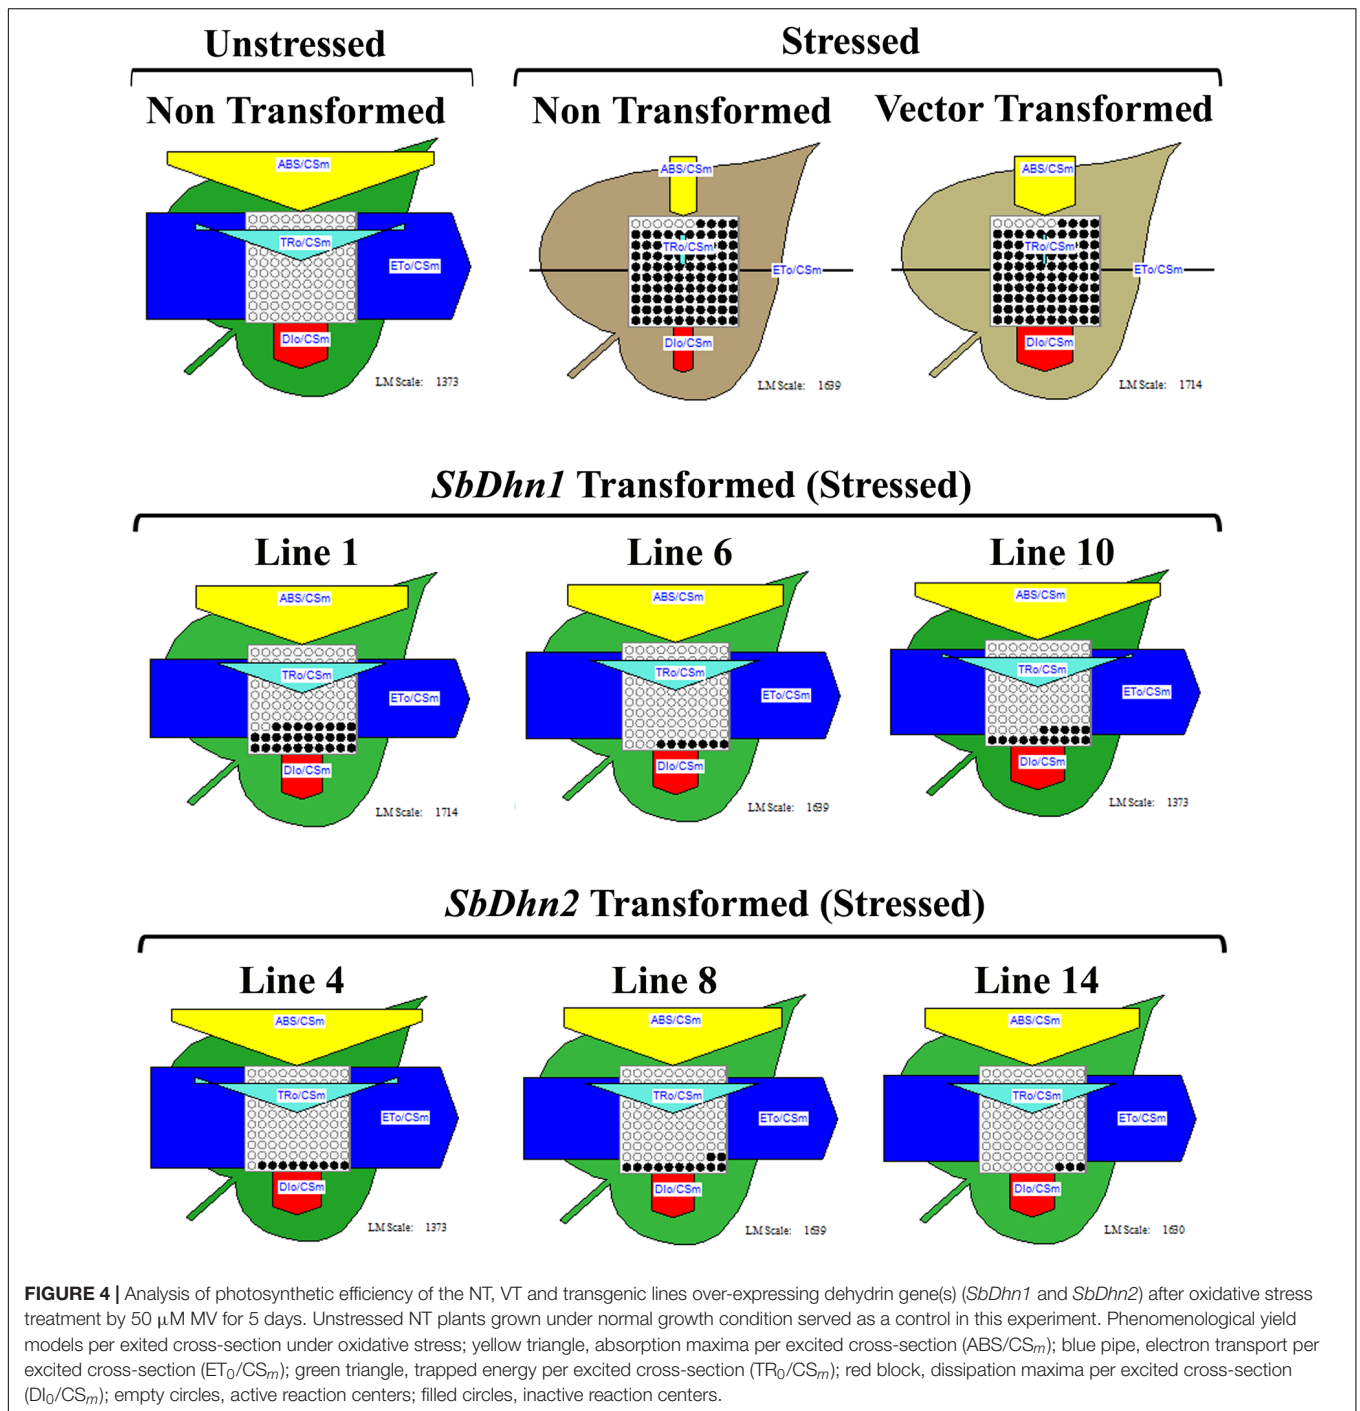 Unstressed
Stressed
Non Transformed
Non Transformed
Vector Transformed
ABS/CSm
TRo/CSm
ETo/CSm
DIo/CSm
LM Scale: 1373
ABS/CSm
TRo/CSm
ETo/CSm
DIo/CSm
LM Scale: 1639
ABS/CSm
TRo/CSm
ETo/CSm
DIo/CSm
LM Scale: 1714
SbDhn1 Transformed (Stressed)
Line 1
Line 6
Line 10
ABS/CSm
TRo/CSm
ETo/CSm
DIo/CSm
LM Scale: 1714
ABS/CSm
TRo/CSm
ETo/CSm
DIo/CSm
LM Scale: 1639
ABS/CSm
TRo/CSm
ETo/CSm
DIo/CSm
LM Scale: 1373
SbDhn2 Transformed (Stressed)
Line 4
Line 8
Line 14
ABS/CSm
TRo/CSm
ETo/CSm
DIo/CSm
LM Scale: 1373
ABS/CSm
TRo/CSm
ETo/CSm
DIo/CSm
LM Scale: 1639
ABS/CSm
TRo/CSm
ETo/CSm
DIo/CSm
LM Scale: 1630
FIGURE 4 | Analysis of photosynthetic efficiency of the NT, VT and transgenic lines over-expressing dehydrin gene(s) (SbDhn1 and SbDhn2) after oxidative stress
treatment by 50 μM MV for 5 days. Unstressed NT plants grown under normal growth condition served as a control in this experiment. Phenomenological yield
models per exited cross-section under oxidative stress; yellow triangle, absorption maxima per excited cross-section (ABS/CSm); blue pipe, electron transport per
excited cross-section (ET0/CSm); green triangle, trapped energy per excited cross-section (TR0/CSm); red block, dissipation maxima per excited cross-section
(DI0/CSm); empty circles, active reaction centers; filled circles, inactive reaction centers.